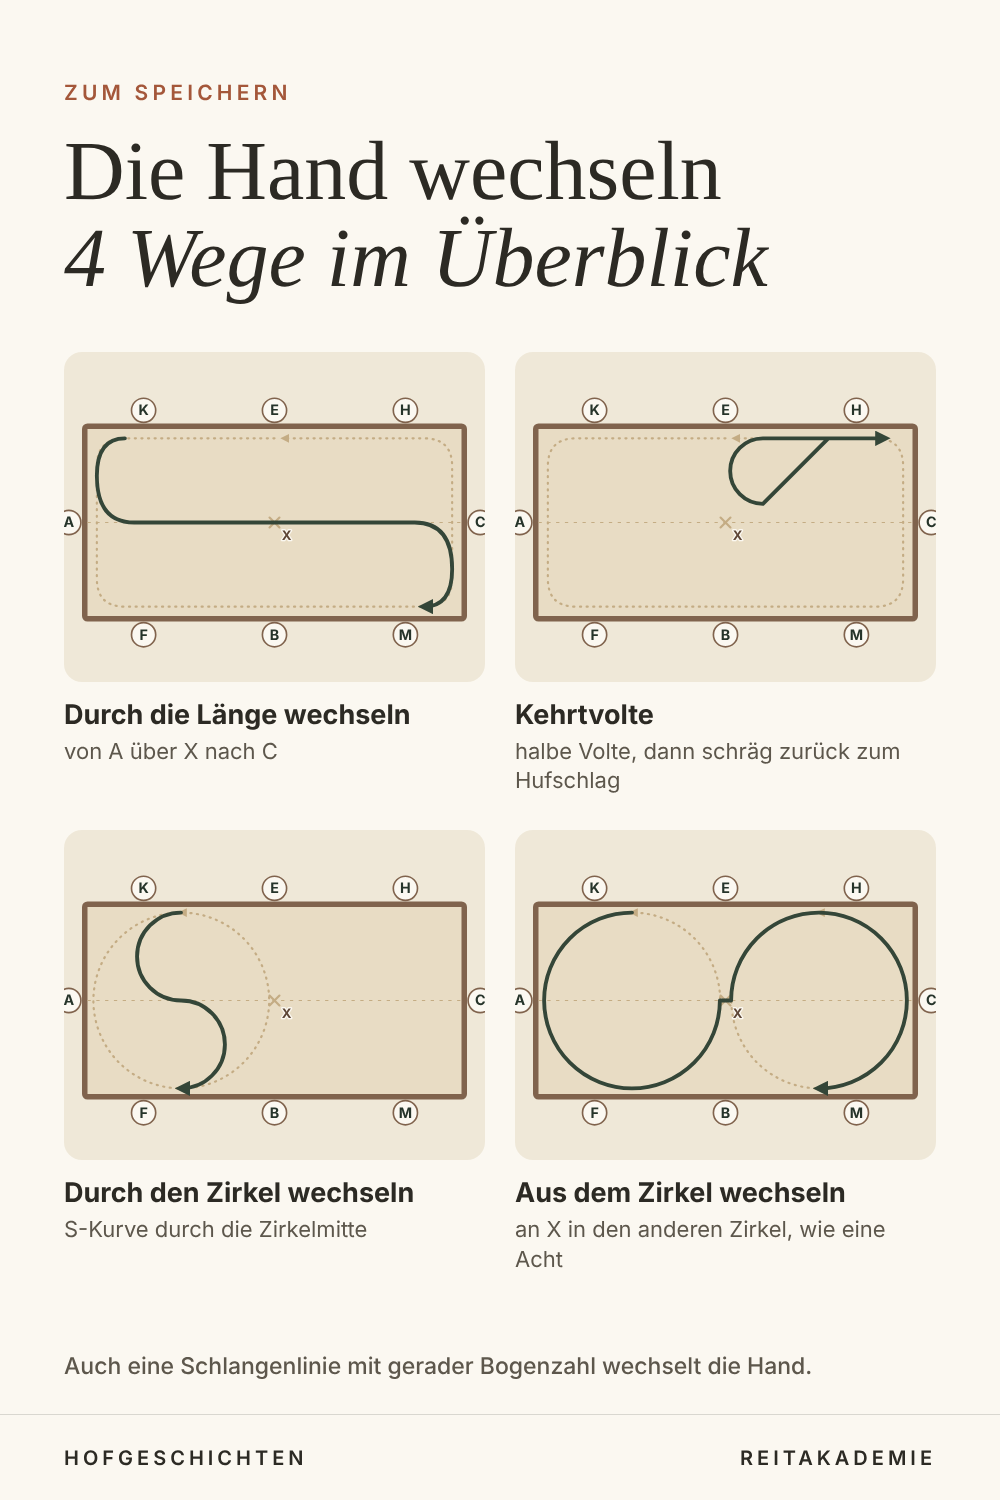 ZUM SPEICHERN
Die Hand wechseln
4 Wege im Überblick
K E H
A X C
F B M
K E H
A X C
F B M
Durch die Länge wechseln
von A über X nach C
Kehrtvolte
halbe Volte, dann schräg zurück zum
Hufschlag
K E H
A X C
F B M
K E H
A X C
F B M
Durch den Zirkel wechseln
S-Kurve durch die Zirkelmitte
Aus dem Zirkel wechseln
an X in den anderen Zirkel, wie eine
Acht
Auch eine Schlangenlinie mit gerader Bogenzahl wechselt die Hand.
HOFGESCHICHTEN
REITAKADEMIE